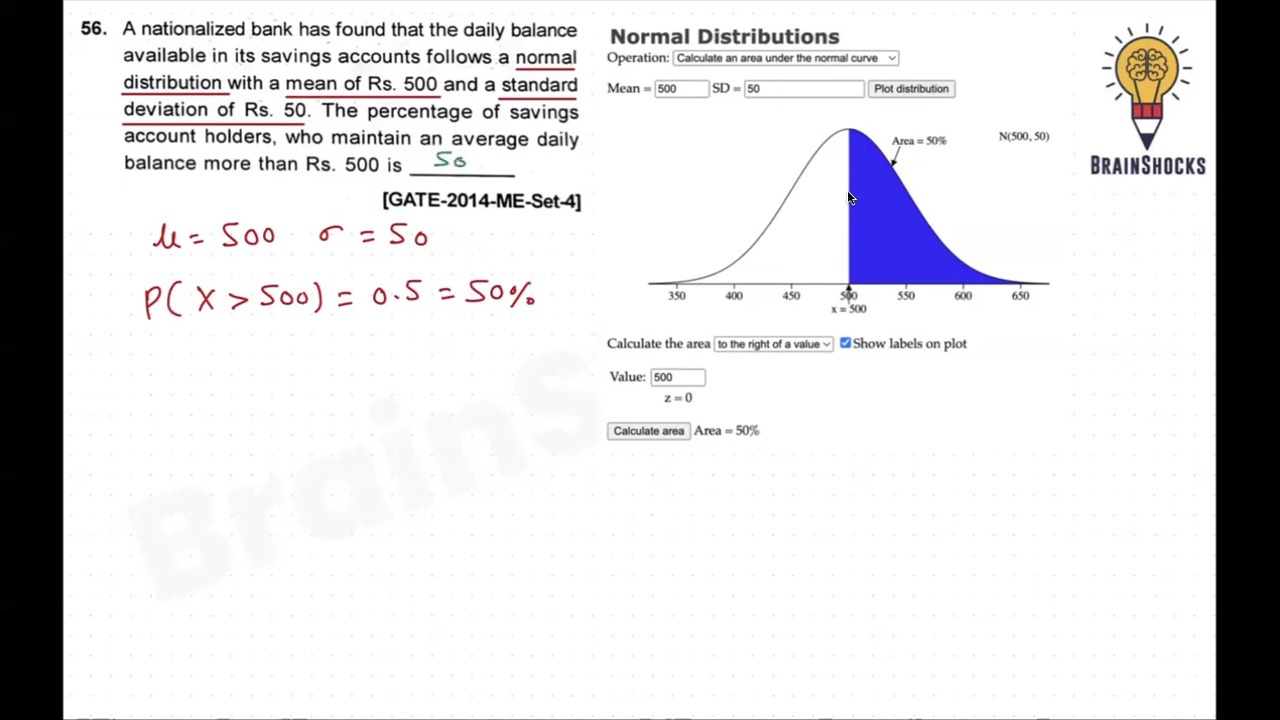 56. A nationalized bank has found that the daily balance
available in its savings accounts follows a normal
distribution with a mean of Rs. 500 and a standard
deviation of Rs. 50. The percentage of savings
account holders, who maintain an average daily
balance more than Rs. 500 is 50
[GATE-2014-ME-Set-4]
μ = 500 σ = 50
P( X > 500) = 0.5 = 50%
Normal Distributions
Operation: Calculate an area under the normal curve
Mean = 500 SD = 50 Plot distribution
Area = 50%
N(500, 50)
350 400 450 500 550 600 650
x = 500
Calculate the area to the right of a value Show labels on plot
Value: 500
z = 0
Calculate area Area = 50%
BRAINSHOCKS
BrainS